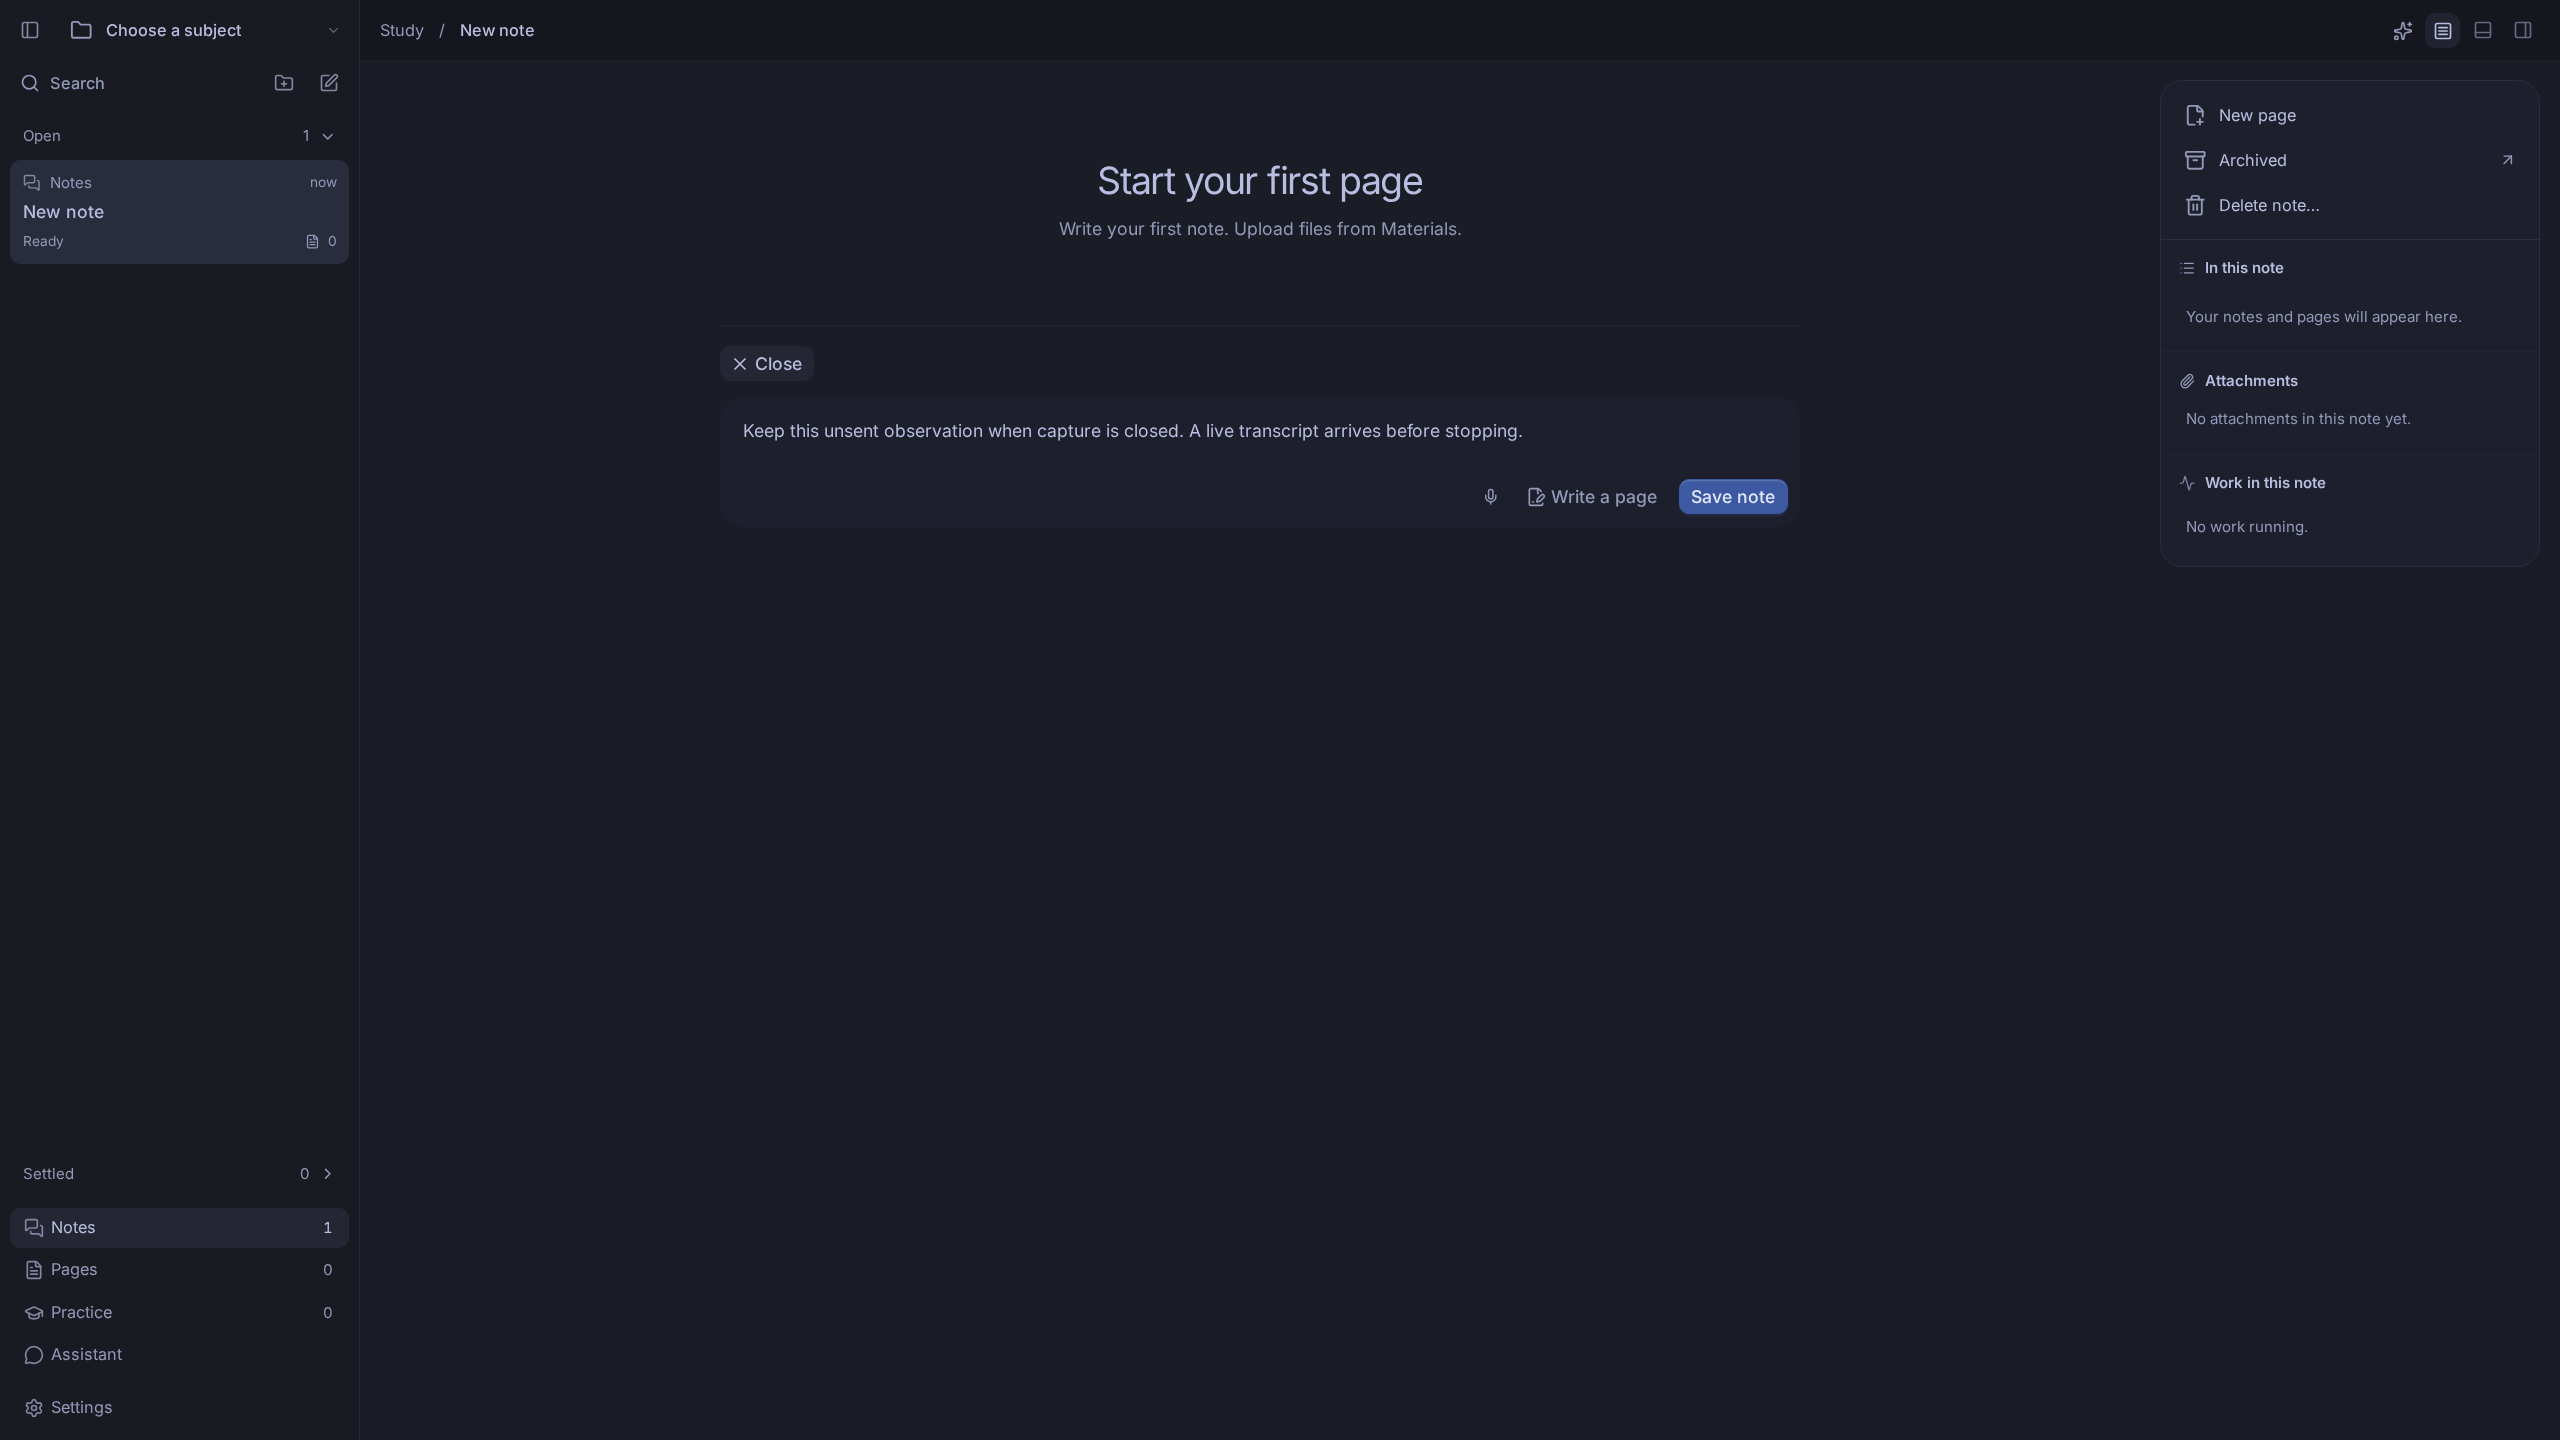 Choose a subject
Search
Open 1
Notes now
New note
Ready 0
Settled 0
Notes 1
Pages 0
Practice 0
Assistant
Settings
Study / New note
Start your first page
Write your first note. Upload files from Materials.
Close
Keep this unsent observation when capture is closed. A live transcript arrives before stopping.
Write a page Save note
New page
Archived
Delete note...
In this note
Your notes and pages will appear here.
Attachments
No attachments in this note yet.
Work in this note
No work running.